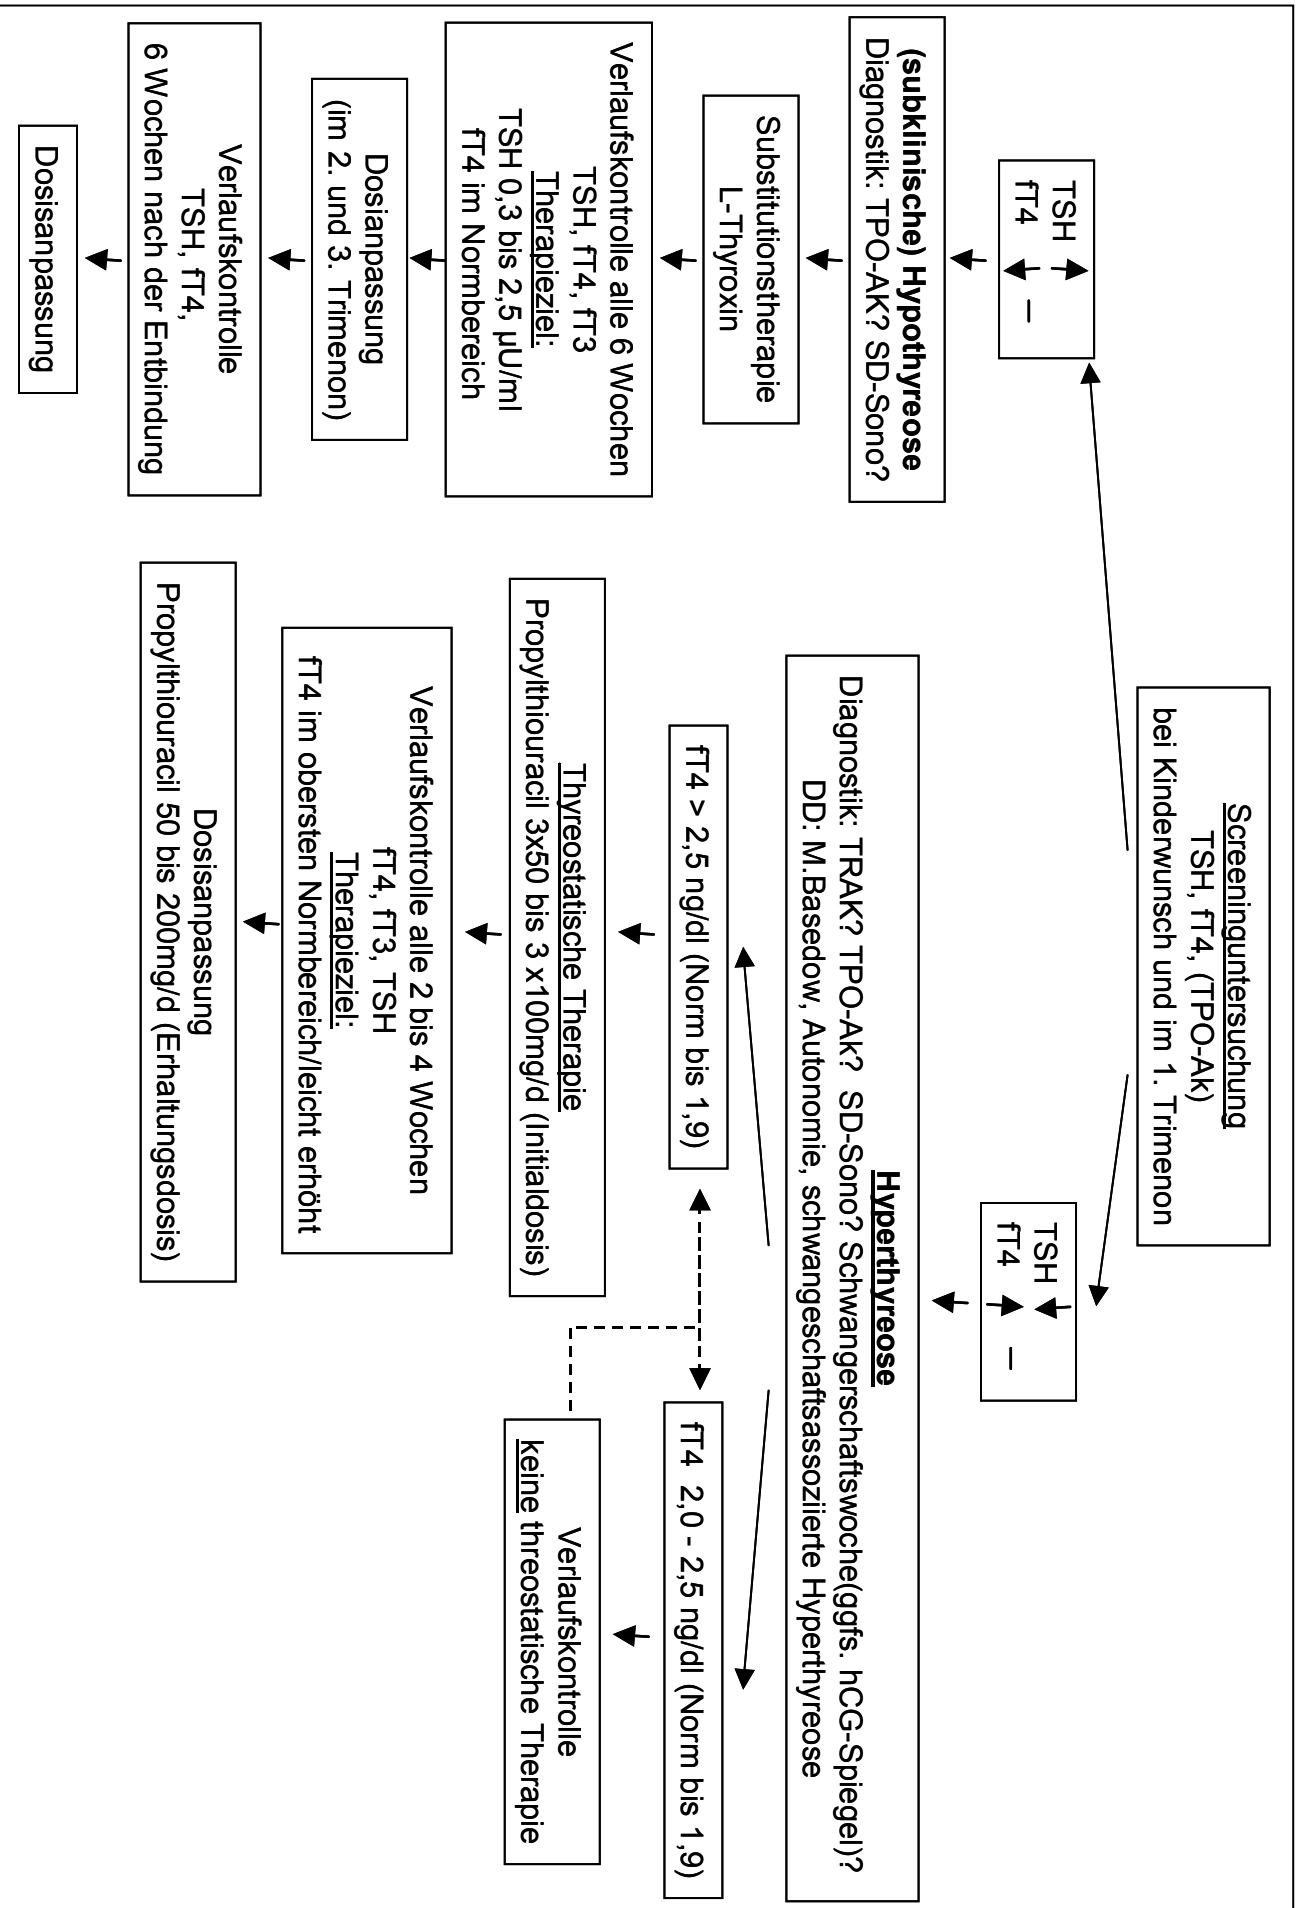 Screeninguntersuchung
TSH, fT4, (TPO-Ak)
bei Kinderwunsch und im 1. Trimenon
TSH
fT4 –
(subklinische) Hypothyreose
Diagnostik: TPO-AK? SD-Sono?
Substitutionstherapie
L-Thyroxin
Verlaufskontrolle alle 6 Wochen
TSH, fT4, fT3
Therapieziel:
TSH 0,3 bis 2,5 µU/ml
fT4 im Normbereich
Dosianpassung
(im 2. und 3. Trimenon)
Verlaufskontrolle
TSH, fT4,
6 Wochen nach der Entbindung
Dosisanpassung
TSH
fT4 –
Hyperthyreose
Diagnostik: TRAK? TPO-Ak? SD-Sono? Schwangerschaftswoche(ggfs. hCG-Spiegel)?
DD: M.Basedow, Autonomie, schwangeschaftsassoziierte Hyperthyreose
fT4 > 2,5 ng/dl (Norm bis 1,9)
Thyreostatische Therapie
Propylthiouracil 3x50 bis 3 x100mg/d (Initialdosis)
Verlaufskontrolle alle 2 bis 4 Wochen
fT4, fT3, TSH
Therapieziel:
fT4 im obersten Normbereich/leicht erhöht
Dosisanpassung
Propylthiouracil 50 bis 200mg/d (Erhaltungsdosis)
fT4 2,0 - 2,5 ng/dl (Norm bis 1,9)
Verlaufskontrolle
keine threostatische Therapie